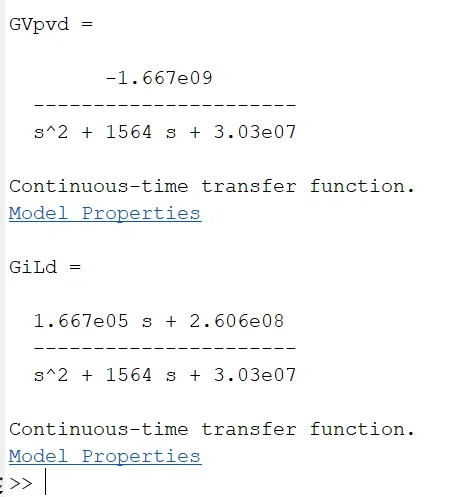 GVpvd =
-1.667e09
----------------------
s^2 + 1564 s + 3.03e07
Continuous-time transfer function.
Model Properties
GiLd =
1.667e05 s + 2.606e08
----------------------
s^2 + 1564 s + 3.03e07
Continuous-time transfer function.
Model Properties
>>